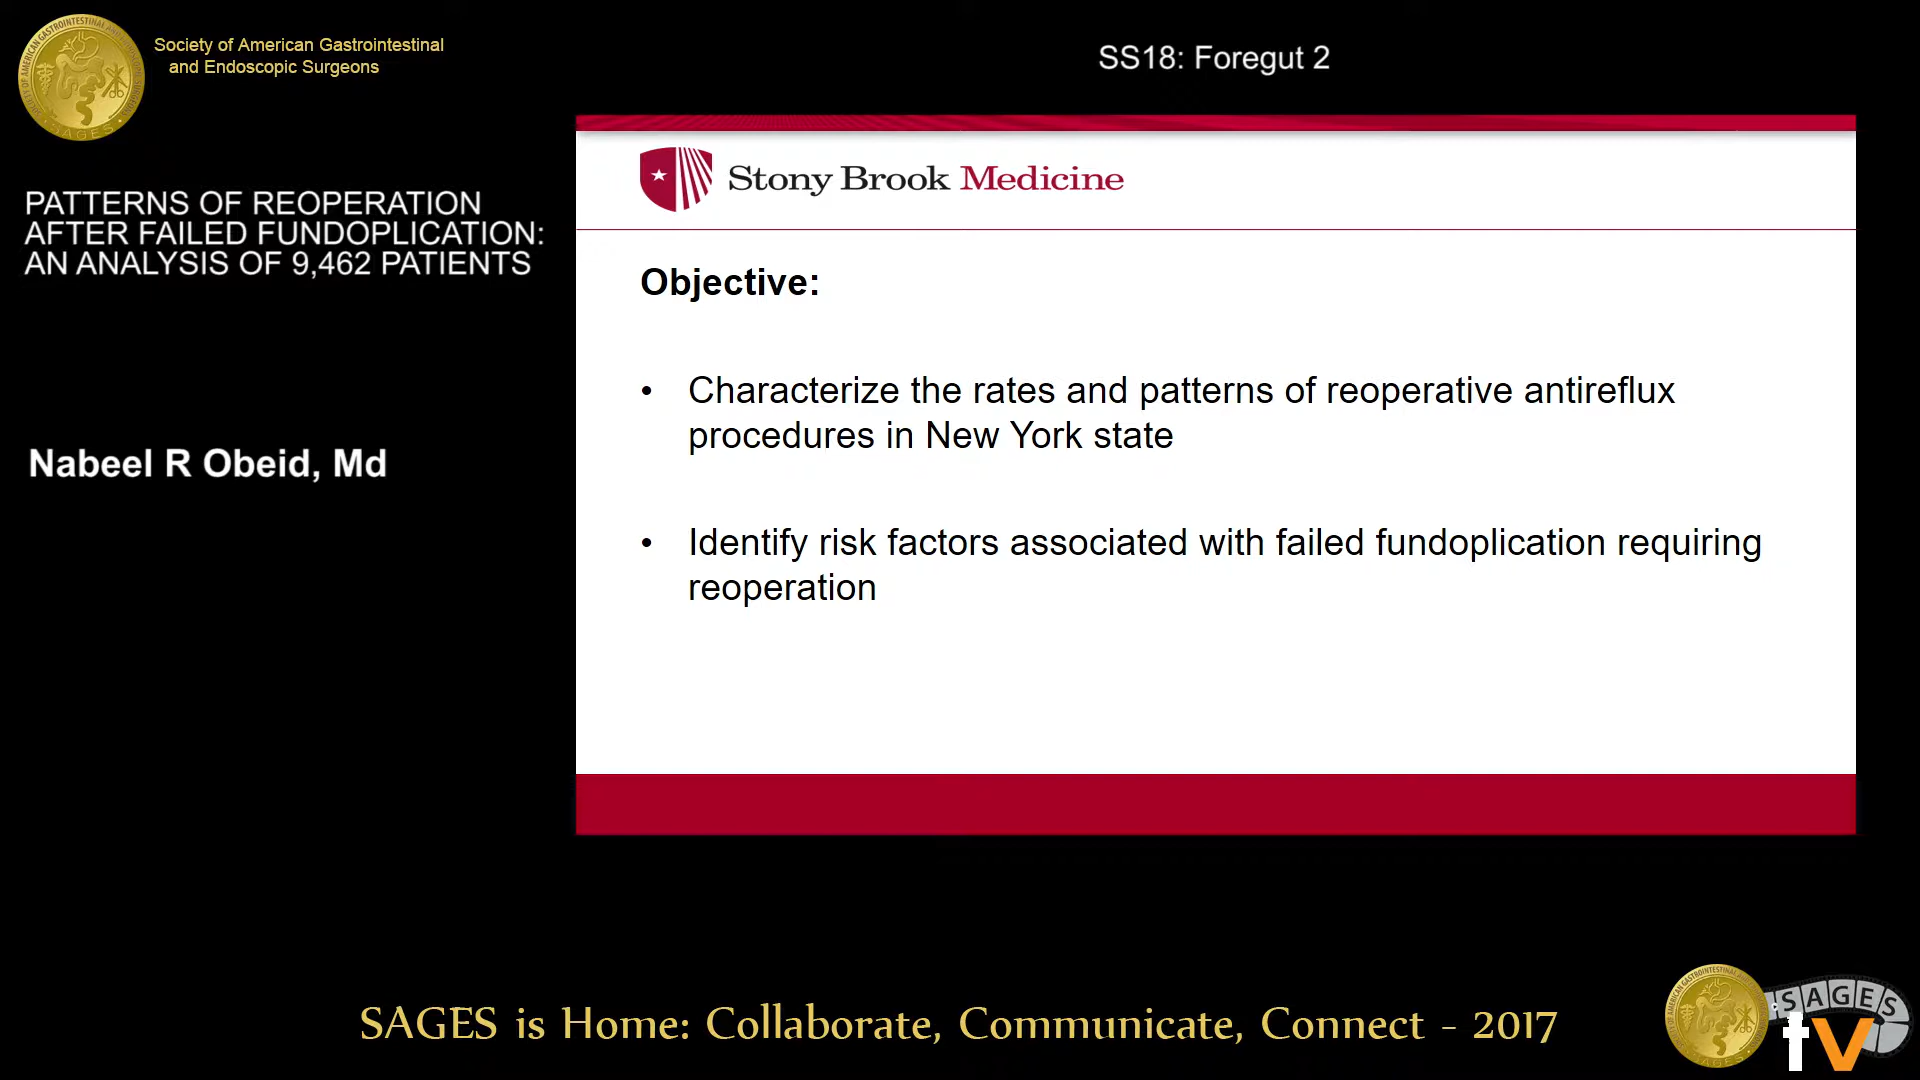 Society of American Gastrointestinal
and Endoscopic Surgeons
SS18: Foregut 2
PATTERNS OF REOPERATION
AFTER FAILED FUNDOPLICATION:
AN ANALYSIS OF 9,462 PATIENTS
Nabeel R Obeid, Md
Stony Brook Medicine
Objective:
• Characterize the rates and patterns of reoperative antireflux
procedures in New York state
• Identify risk factors associated with failed fundoplication requiring
reoperation
SAGES is Home: Collaborate, Communicate, Connect - 2017
SAGES
SAGES
tv